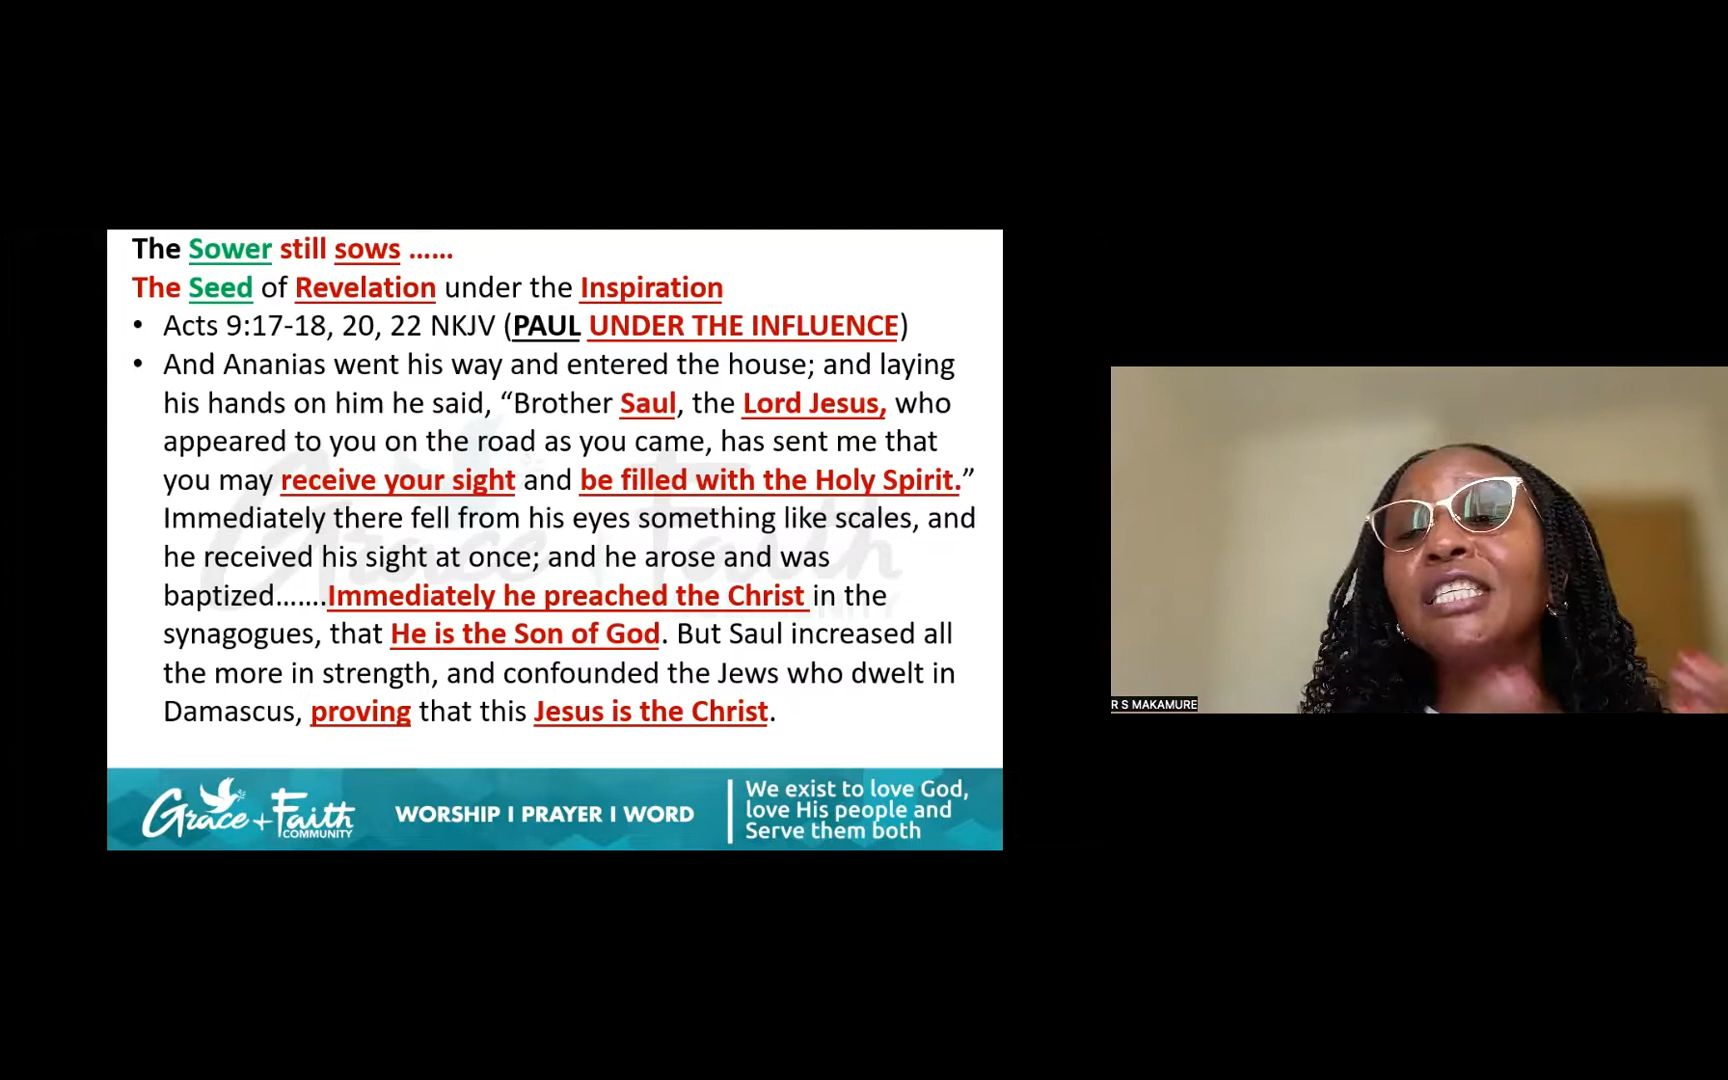 The Sower still sows ......
The Seed of Revelation under the Inspiration
• Acts 9:17-18, 20, 22 NKJV (PAUL UNDER THE INFLUENCE)
• And Ananias went his way and entered the house; and laying
his hands on him he said, “Brother Saul, the Lord Jesus, who
appeared to you on the road as you came, has sent me that
you may receive your sight and be filled with the Holy Spirit.”
Immediately there fell from his eyes something like scales, and
he received his sight at once; and he arose and was
baptized…….Immediately he preached the Christ in the
synagogues, that He is the Son of God. But Saul increased all
the more in strength, and confounded the Jews who dwelt in
Damascus, proving that this Jesus is the Christ.
Grace + Faith
COMMUNITY
WORSHIP I PRAYER I WORD
We exist to love God,
love His people and
Serve them both
R S MAKAMURE